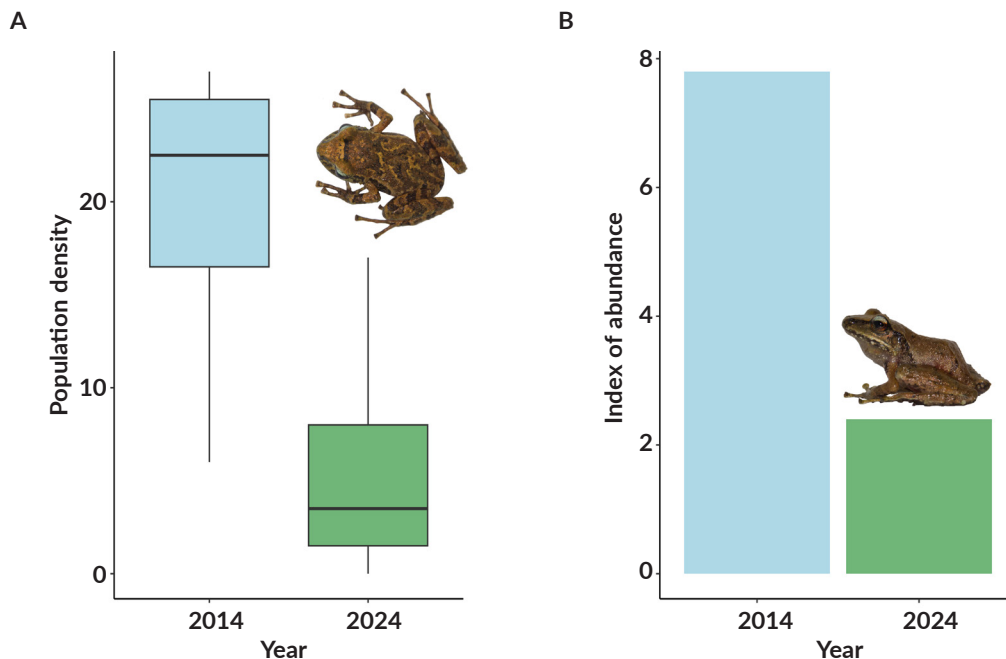 A
Population density
20
10
0
2014 2024
Year
B
Index of abundance
8
6
4
2
0
2014 2024
Year